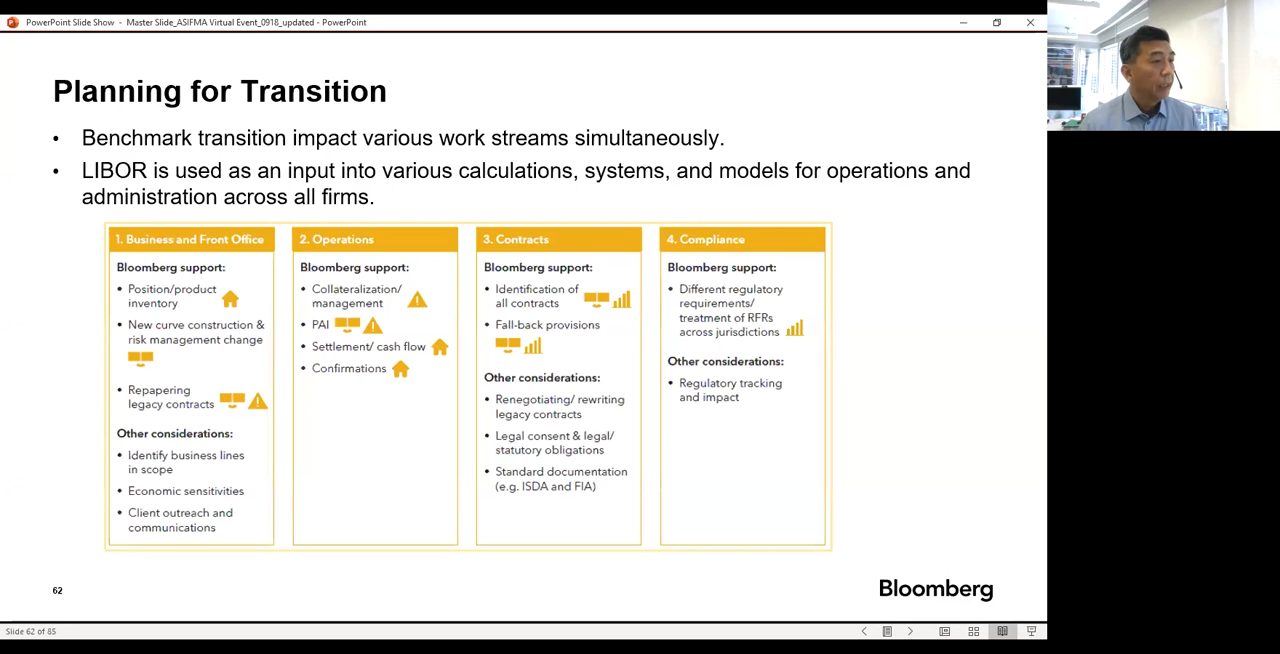 PowerPoint Slide Show - Master Slide_ASIFMA Virtual Event_0918_updated - PowerPoint
Planning for Transition
• Benchmark transition impact various work streams simultaneously.
• LIBOR is used as an input into various calculations, systems, and models for operations and
administration across all firms.
1. Business and Front Office
Bloomberg support:
• Position/product
inventory
• New curve construction &
risk management change
• Repapering
legacy contracts
Other considerations:
• Identify business lines
in scope
• Economic sensitivities
• Client outreach and
communications
2. Operations
Bloomberg support:
• Collateralization/
management
• PAI
• Settlement/ cash flow
• Confirmations
3. Contracts
Bloomberg support:
• Identification of
all contracts
• Fall-back provisions
Other considerations:
• Renegotiating/ rewriting
legacy contracts
• Legal consent & legal/
statutory obligations
• Standard documentation
(e.g. ISDA and FIA)
4. Compliance
Bloomberg support:
• Different regulatory
requirements/
treatment of RFRs
across jurisdictions
Other considerations:
• Regulatory tracking
and impact
62
Bloomberg
Slide 62 of 85